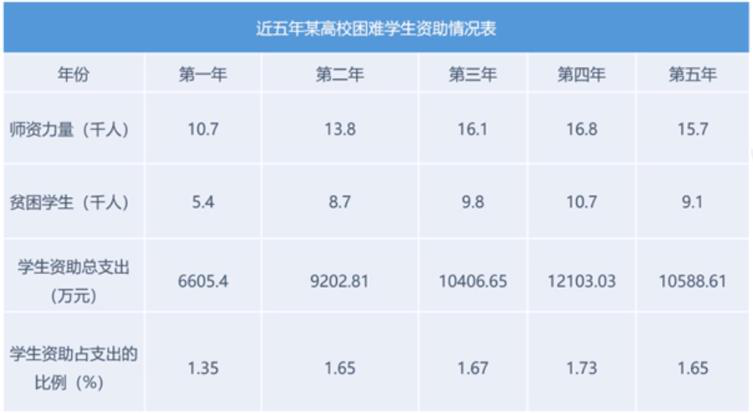 近五年某高校困难学生资助情况表
年份 第一年 第二年 第三年 第四年 第五年
师资力量（千人） 10.7 13.8 16.1 16.8 15.7
贫困学生（千人） 5.4 8.7 9.8 10.7 9.1
学生资助总支出
（万元） 6605.4 9202.81 10406.65 12103.03 10588.61
学生资助占支出的
比例（%） 1.35 1.65 1.67 1.73 1.65